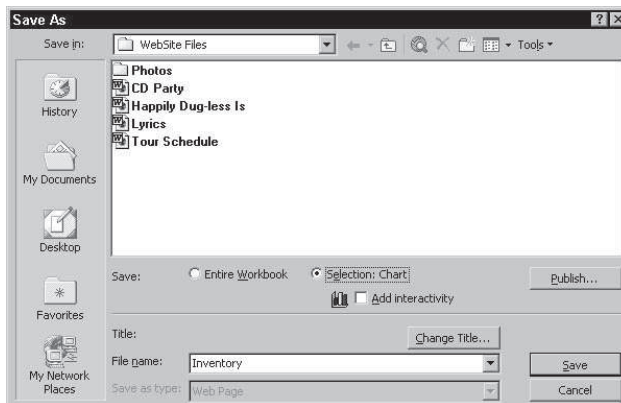 Save As
Save in:
WebSite Files
Tools
Photos
CD Party
Happily Dug-less Is
Lyrics
Tour Schedule
History
My Documents
Desktop
Favorites
My Network
Places
Save:
Entire Workbook
Selection: Chart
Publish...
Add interactivity
Title:
Change Title...
File name:
Inventory
Save
Save as type:
Web Page
Cancel